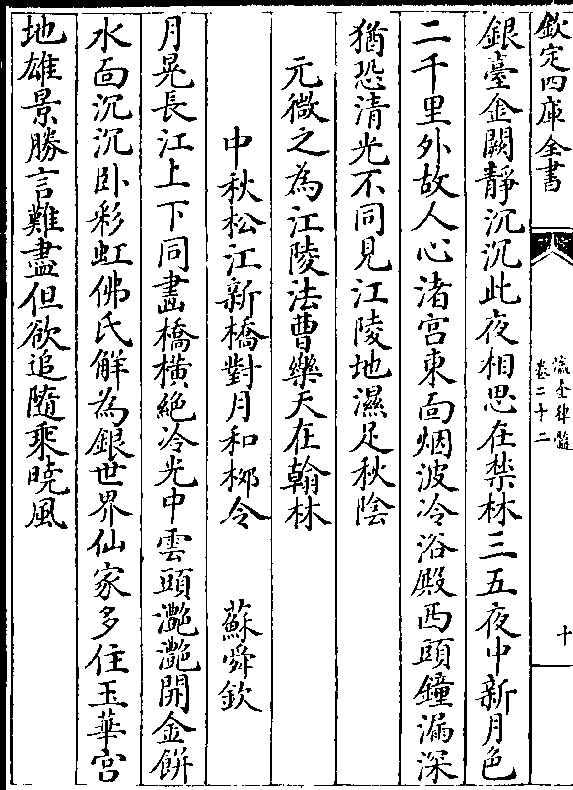 欽定四庫全書
瀛奎律髓
卷二十二
十
銀臺金闕靜沉沉此夜相思在禁林三五夜中新月色
二千里外故人心渚宮東面烟波冷浴殿西頭鐘漏深
猶恐清光不同見江陵地濕足秋陰
元微之為江陵法曹樂天在翰林
中秋松江新橋對月和栁令 蘇舜欽
月晃長江上下同畵橋橫絶冷光中雲頭灔灔開金餅
水面沉沉卧彩虹佛氏解為銀世界仙家多住玉華宮
地雄景勝言難盡但欲追隨乘曉風